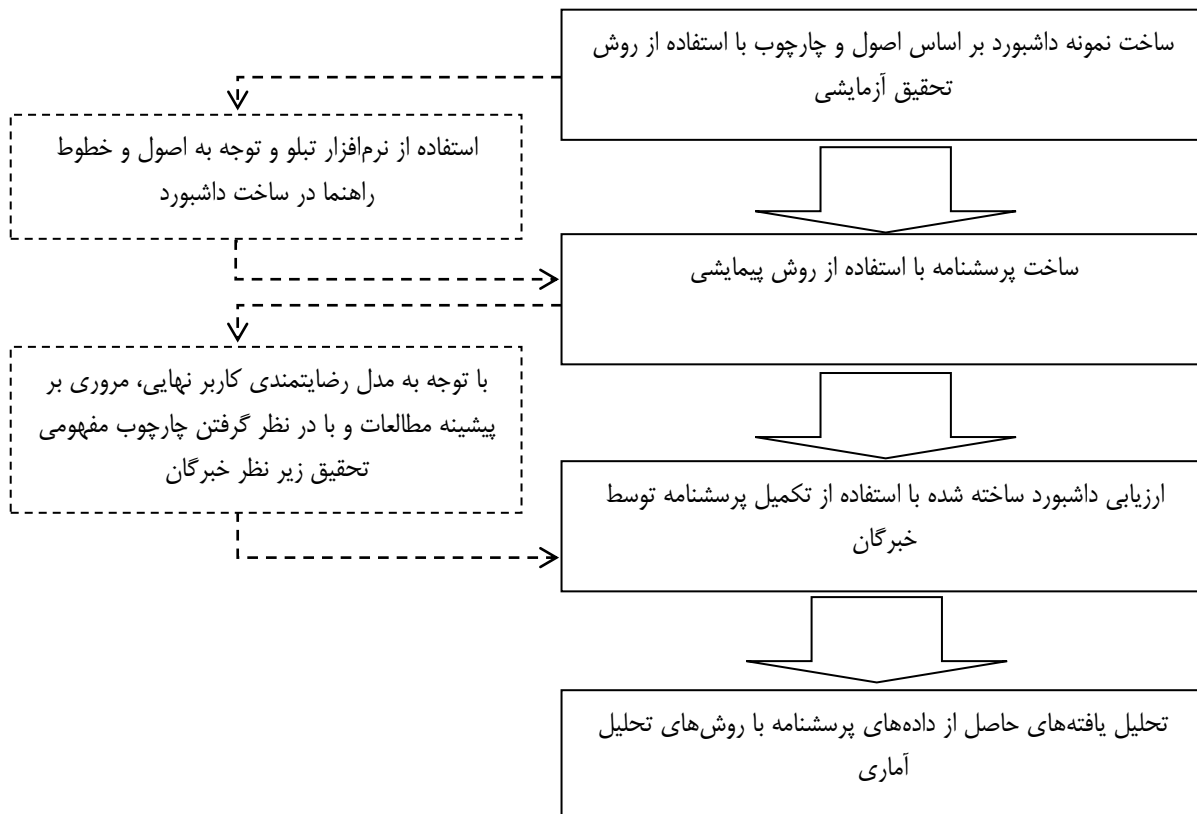 ساخت نمونه داشبورد بر اساس اصول و چارچوب با استفاده از روش
تحقیق آزمایشی
استفاده از نرم‌افزار تبلو و توجه به اصول و خطوط
راهنما در ساخت داشبورد
ساخت پرسشنامه با استفاده از روش پیمایشی
با توجه به مدل رضایتمندی کاربر نهایی، مروری بر
پیشینه مطالعات و با در نظر گرفتن چارچوب مفهومی
تحقیق زیر نظر خبرگان
ارزیابی داشبورد ساخته شده با استفاده از تکمیل پرسشنامه توسط
خبرگان
تحلیل یافته‌های حاصل از داده‌های پرسشنامه با روش‌های تحلیل
آماری